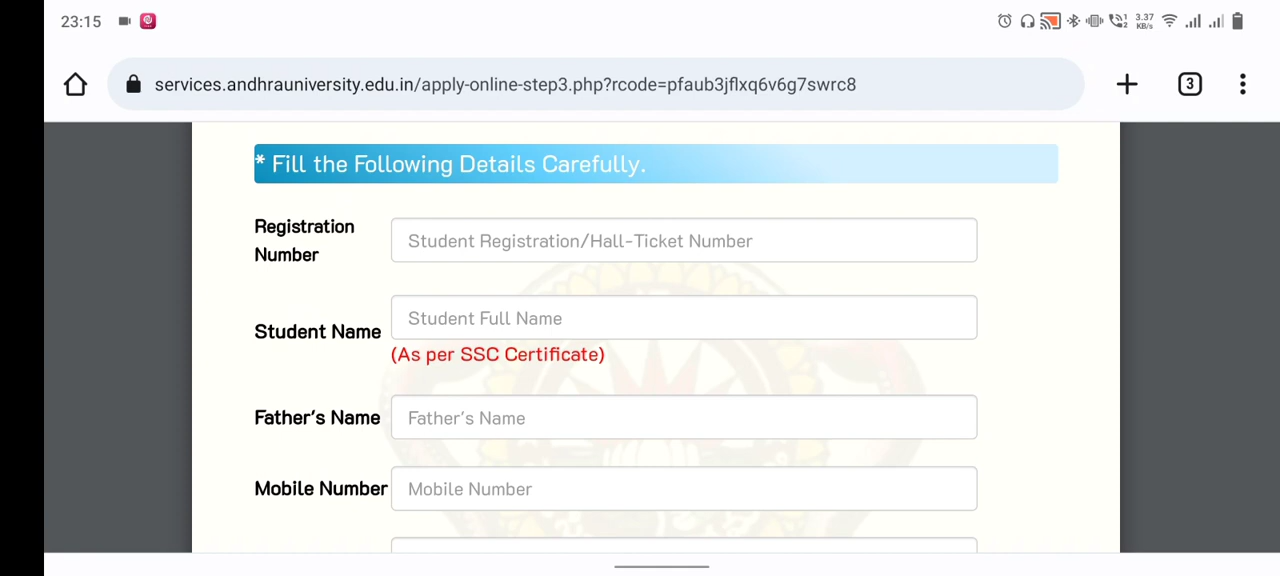 23:15
3.37
KB/s
services.andhrauniversity.edu.in/apply-online-step3.php?rcode=pfaub3jflxq6v6g7swrc8
3
* Fill the Following Details Carefully.
Registration
Number
Student Registration/Hall-Ticket Number
Student Name
Student Full Name
(As per SSC Certificate)
Father's Name
Father's Name
Mobile Number
Mobile Number